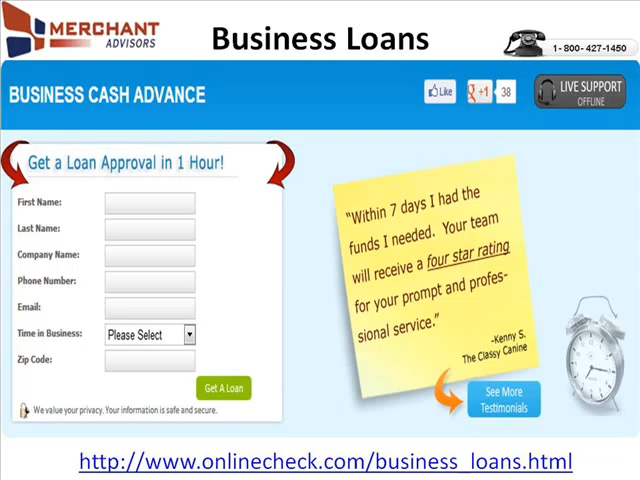 MERCHANT
ADVISORS
Business Loans
1- 800- 427-1450
BUSINESS CASH ADVANCE
Like
+1
38
LIVE SUPPORT
OFFLINE
Get a Loan Approval in 1 Hour!
First Name:
Last Name:
Company Name:
Phone Number:
Email:
Time in Business:
Please Select
Zip Code:
Get A Loan
We value your privacy. Your information is safe and secure.
“Within 7 days I had the
funds I needed. Your team
will receive a four star rating
for your prompt and profes-
sional service.”
-Kenny S.
The Classy Canine
See More
Testimonials
http://www.onlinecheck.com/business_loans.html